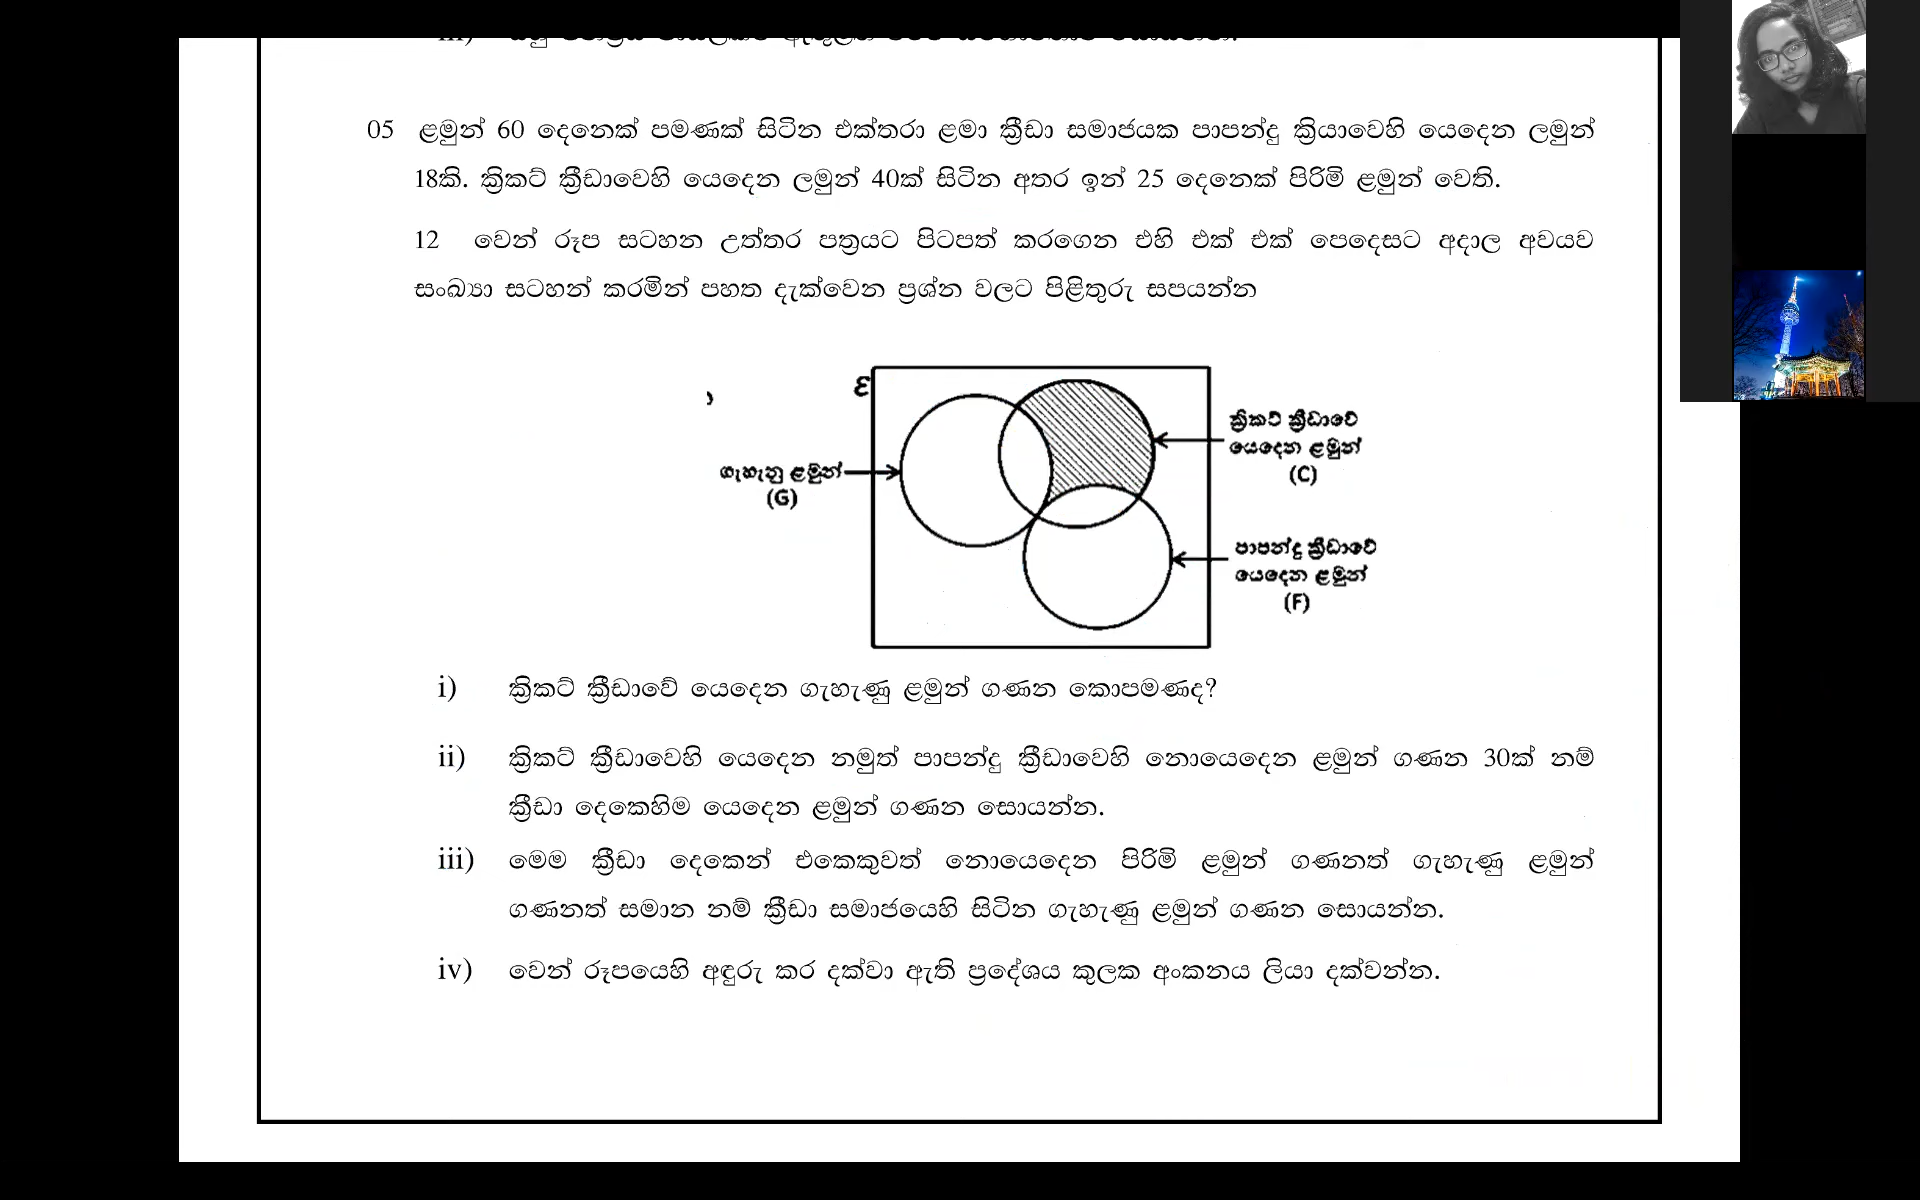 05 ළමුන් 60 දෙනෙක් පමණක් සිටින එක්තරා ළමා ක්‍රීඩා සමාජයක පාපන්දු ක්‍රියාවෙහි යෙදෙන ලමුන්
18කි. ක්‍රිකට් ක්‍රීඩාවෙහි යෙදෙන ලමුන් 40ක් සිටින අතර ඉන් 25 දෙනෙක් පිරිමි ළමුන් වෙති.
12 වෙන් රූප සටහන උත්තර පත්‍රයට පිටපත් කරගෙන එහි එක් එක් පෙදෙසට අදාල අවයව
සංඛ්‍යා සටහන් කරමින් පහත දැක්වෙන ප්‍රශ්න වලට පිළිතුරු සපයන්න
ε
ක්‍රිකට් ක්‍රීඩාවේ
යෙදෙන ළමුන්
(C)
ගැහැනු ළමුන්
(G)
පාපන්දු ක්‍රීඩාවේ
යෙදෙන ළමුන්
(F)
i) ක්‍රිකට් ක්‍රීඩාවේ යෙදෙන ගැහැණු ළමුන් ගණන කොපමණද?
ii) ක්‍රිකට් ක්‍රීඩාවෙහි යෙදෙන නමුත් පාපන්දු ක්‍රීඩාවෙහි නොයෙදෙන ළමුන් ගණන 30ක් නම්
ක්‍රීඩා දෙකෙහිම යෙදෙන ළමුන් ගණන සොයන්න.
iii) මෙම ක්‍රීඩා දෙකෙන් එකෙකුවත් නොයෙදෙන පිරිමි ළමුන් ගණනත් ගැහැණු ළමුන්
ගණනත් සමාන නම් ක්‍රීඩා සමාජයෙහි සිටින ගැහැණු ළමුන් ගණන සොයන්න.
iv) වෙන් රූපයෙහි අඳුරු කර දක්වා ඇති ප්‍රදේශය කුලක අංකනය ලියා දක්වන්න.